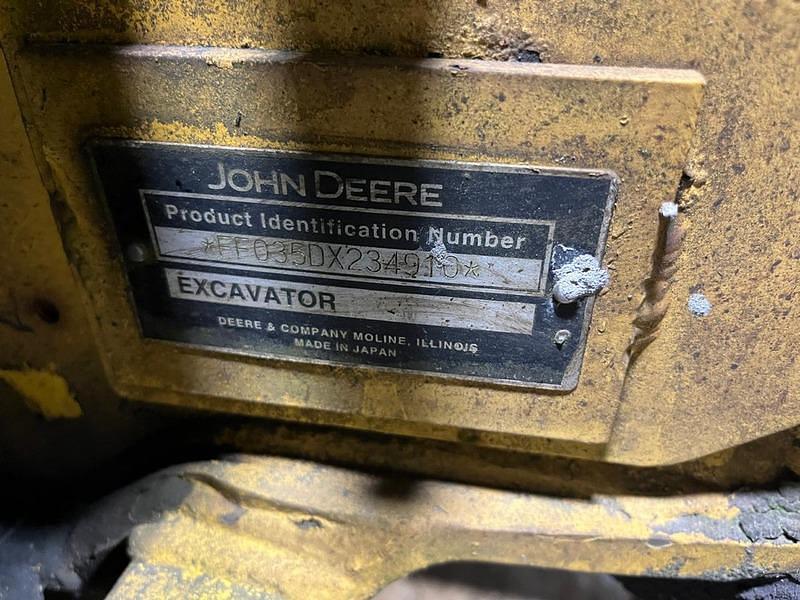 JOHN DEERE
Product Identification Number
*FF035DX234910*
EXCAVATOR
DEERE & COMPANY MOLINE, ILLINOIS
MADE IN JAPAN